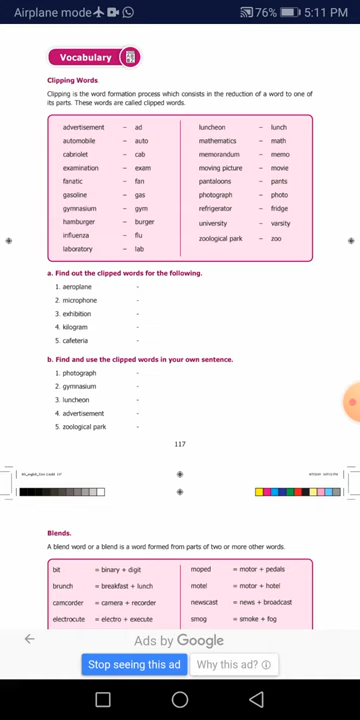 Airplane mode 76% 5:11 PM
Vocabulary
Clipping Words
Clipping is the word formation process which consists in the reduction of a word to one of
its parts. These words are called clipped words.
advertisement – ad luncheon – lunch
automobile – auto mathematics – math
cabriolet – cab memorandum – memo
examination – exam moving picture – movie
fanatic – fan pantaloons – pants
gasoline – gas photograph – photo
gymnasium – gym refrigerator – fridge
hamburger – burger university – varsity
influenza – flu zoological park – zoo
laboratory – lab
a. Find out the clipped words for the following.
1. aeroplane -
2. microphone -
3. exhibition -
4. kilogram -
5. cafeteria -
b. Find and use the clipped words in your own sentence.
1. photograph -
2. gymnasium -
3. luncheon -
4. advertisement -
5. zoological park -
117
Blends.
A blend word or a blend is a word formed from parts of two or more other words.
bit = binary + digit moped = motor + pedals
brunch = breakfast + lunch motel = motor + hotel
camcorder = camera + recorder newscast = news + broadcast
electrocute = electro + execute smog = smoke + fog
Ads by Google
Stop seeing this ad Why this ad?